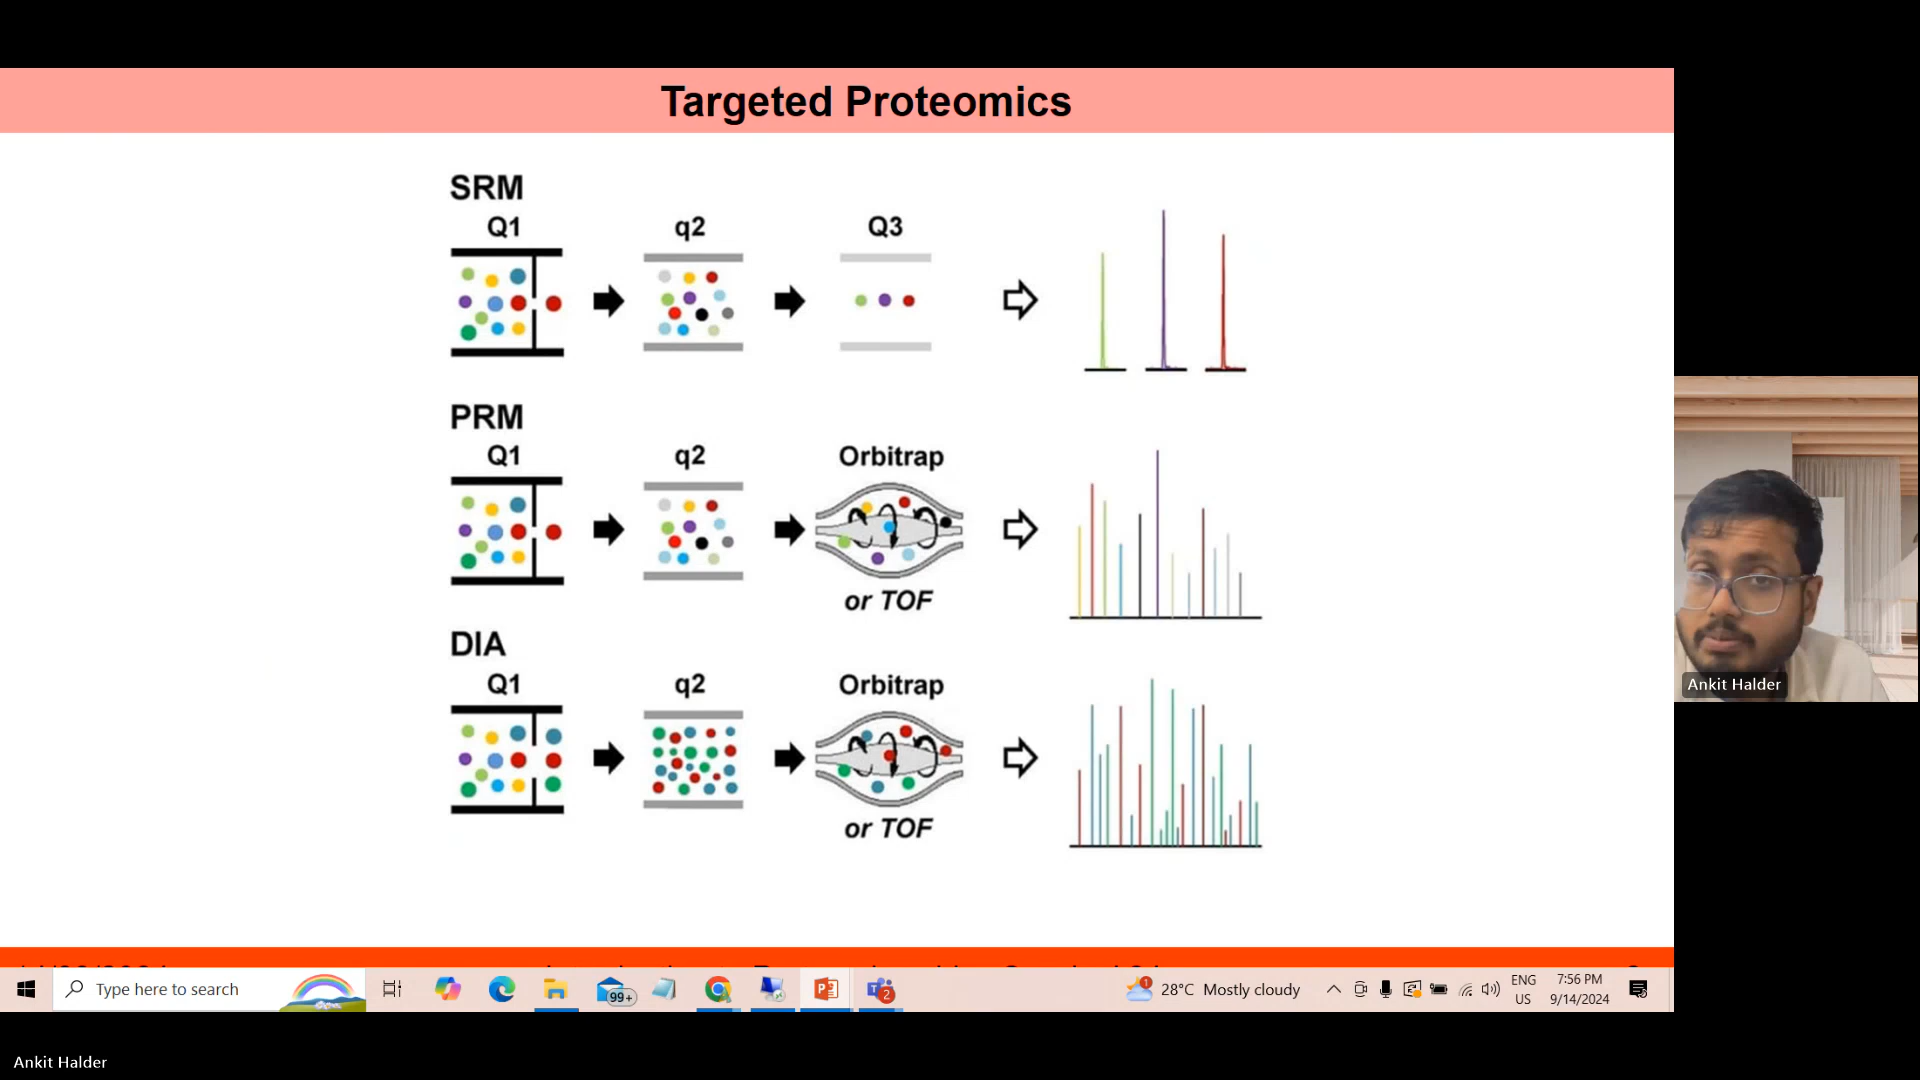 Targeted Proteomics
SRM
Q1 q2 Q3
PRM
Q1 q2 Orbitrap
or TOF
DIA
Q1 q2 Orbitrap
or TOF
Ankit Halder
Type here to search
99+
2
1
28°C Mostly cloudy
ENG
US
7:56 PM
9/14/2024
Ankit Halder